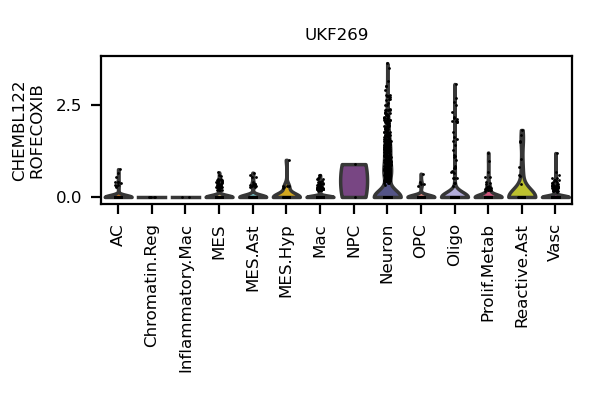 UKF269
CHEMBL122
ROFECOXIB
2.5
0.0
AC
Chromatin.Reg
Inflammatory.Mac
MES
MES.Ast
MES.Hyp
Mac
NPC
Neuron
OPC
Oligo
Prolif.Metab
Reactive.Ast
Vasc